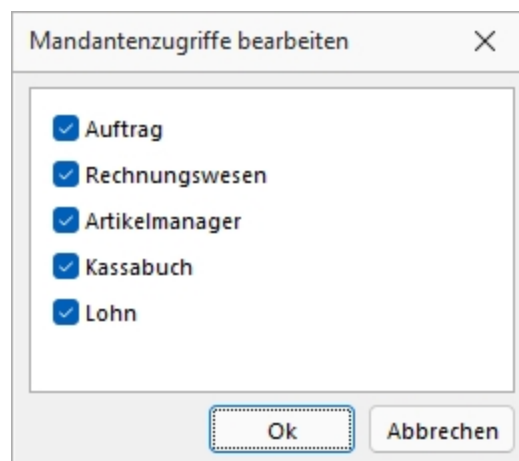 Mandantenzugriffe bearbeiten
Auftrag
Rechnungswesen
Artikelmanager
Kassabuch
Lohn
Ok
Abbrechen